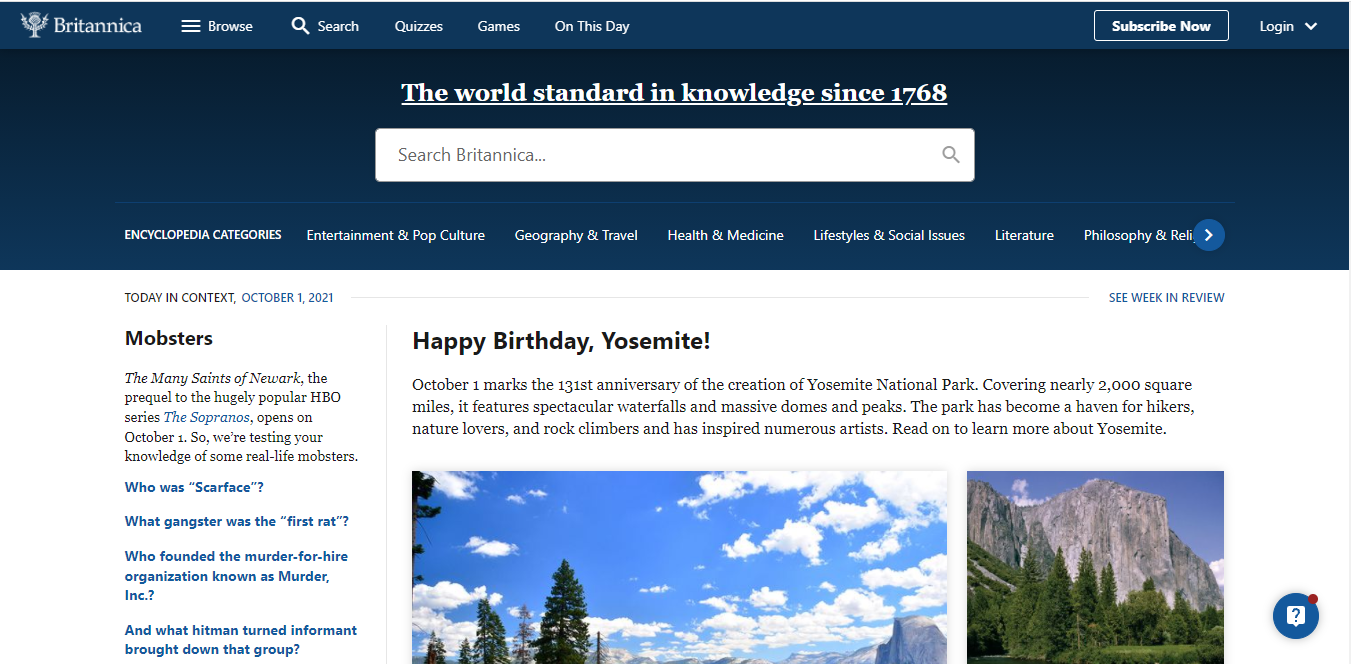 Britannica
Browse
Search
Quizzes
Games
On This Day
Subscribe Now
Login
The world standard in knowledge since 1768
Search Britannica...
ENCYCLOPEDIA CATEGORIES
Entertainment & Pop Culture
Geography & Travel
Health & Medicine
Lifestyles & Social Issues
Literature
Philosophy & Reli
TODAY IN CONTEXT, OCTOBER 1, 2021
SEE WEEK IN REVIEW
Mobsters
The Many Saints of Newark, the
prequel to the hugely popular HBO
series The Sopranos, opens on
October 1. So, we're testing your
knowledge of some real-life mobsters.
Who was “Scarface”?
What gangster was the “first rat”?
Who founded the murder-for-hire
organization known as Murder,
Inc.?
And what hitman turned informant
brought down that group?
Happy Birthday, Yosemite!
October 1 marks the 131st anniversary of the creation of Yosemite National Park. Covering nearly 2,000 square
miles, it features spectacular waterfalls and massive domes and peaks. The park has become a haven for hikers,
nature lovers, and rock climbers and has inspired numerous artists. Read on to learn more about Yosemite.
?